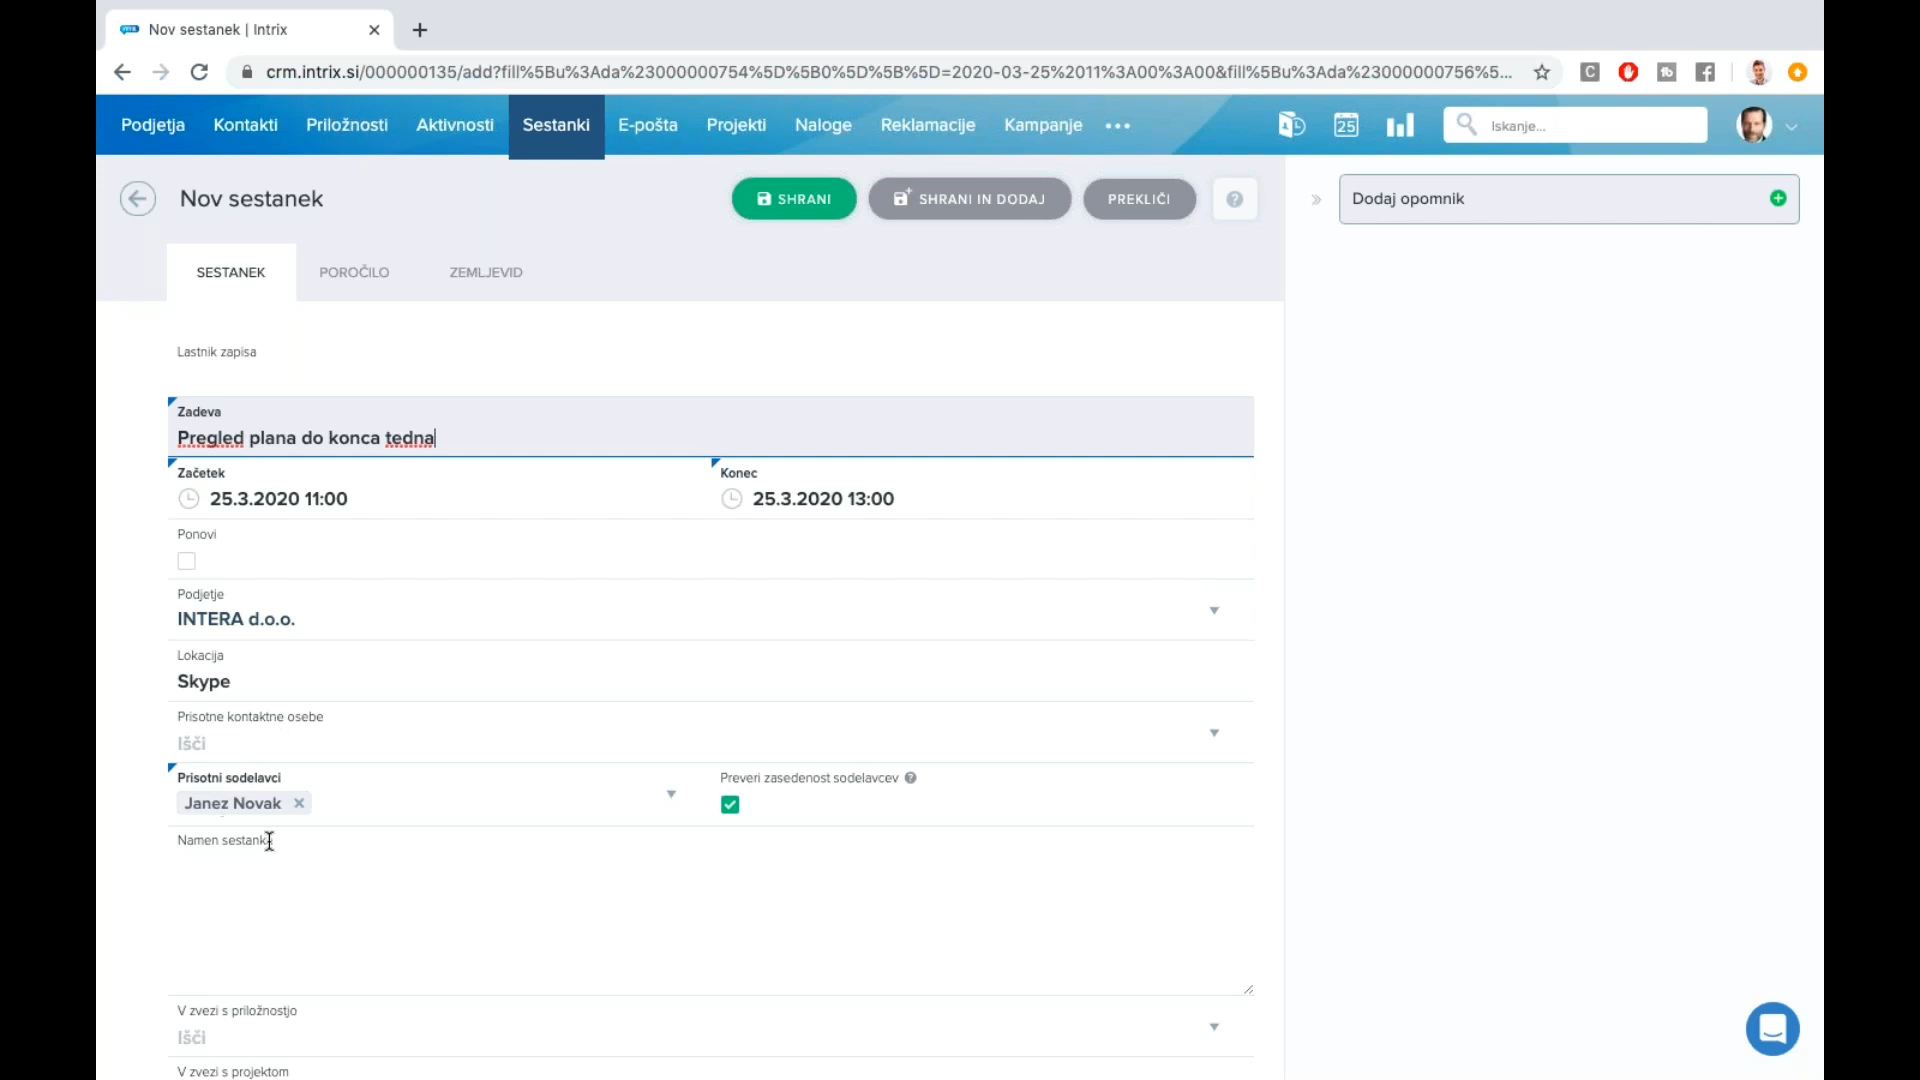 Nov sestanek | Intrix
crm.intrix.si/000000135/add?fill%5Bu%3Ada%23000000754%5D%5B0%5D%5B%5D=2020-03-25%2011%3A00%3A00&fill%5Bu%3Ada%23000000756%5...
Podjetja Kontakti Priložnosti Aktivnosti Sestanki E-pošta Projekti Naloge Reklamacije Kampanje ••• 25 Iskanje...
Nov sestanek SHRANI SHRANI IN DODAJ PREKLIČI ? Dodaj opomnik
SESTANEK POROČILO ZEMLJEVID
Lastnik zapisa
Zadeva
Pregled plana do konca tedna
Začetek Konec
25.3.2020 11:00 25.3.2020 13:00
Ponovi
Podjetje
INTERA d.o.o.
Lokacija
Skype
Prisotne kontaktne osebe
Išči
Prisotni sodelavci Preveri zasedenost sodelavcev ?
Janez Novak ×
Namen sestanka
V zvezi s priložnostjo
Išči
V zvezi s projektom